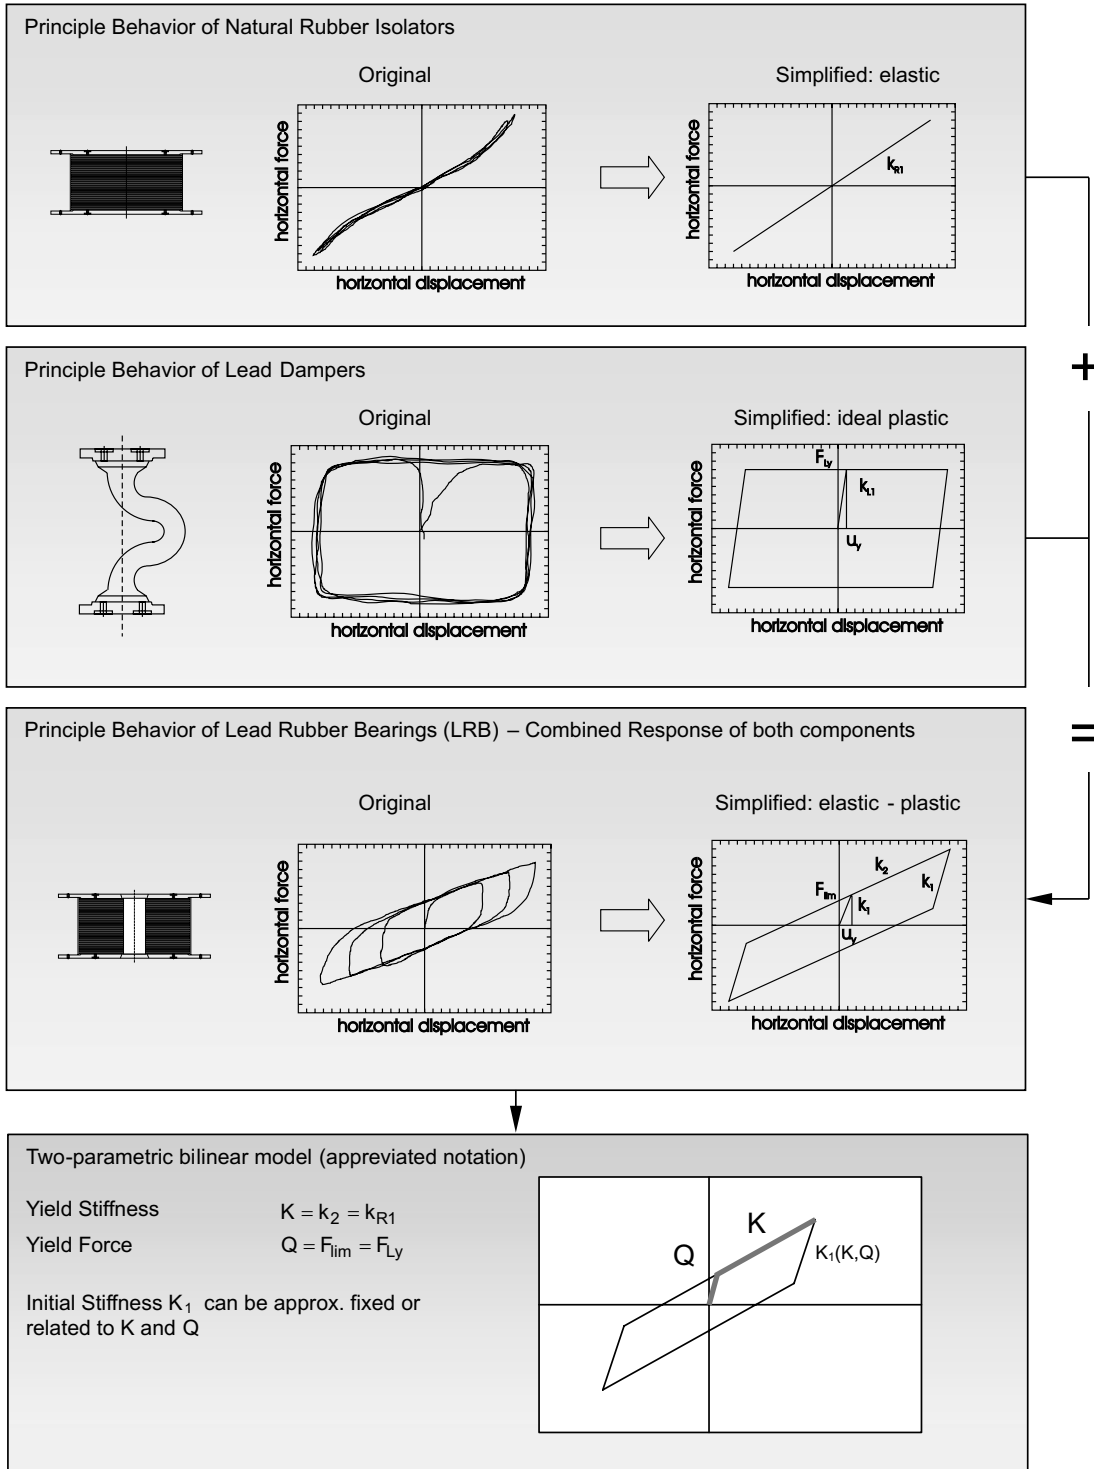 Principle Behavior of Natural Rubber Isolators
Original
Simplified: elastic
horizontal force
horizontal displacement
horizontal force
k_R1
horizontal displacement
+
Principle Behavior of Lead Dampers
Original
Simplified: ideal plastic
horizontal force
horizontal displacement
horizontal force
F_Ly
k_L1
u_y
horizontal displacement
=
Principle Behavior of Lead Rubber Bearings (LRB) – Combined Response of both components
Original
Simplified: elastic - plastic
horizontal force
horizontal displacement
horizontal force
F_lim
k_2
k_1
k_1
u_y
horizontal displacement
Two-parametric bilinear model (appreviated notation)
Yield Stiffness K = k_2 = k_R1
Yield Force Q = F_lim = F_Ly
Initial Stiffness K_1 can be approx. fixed or
related to K and Q
K
Q
K_1(K,Q)